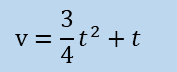 v = 3/4 t² + t